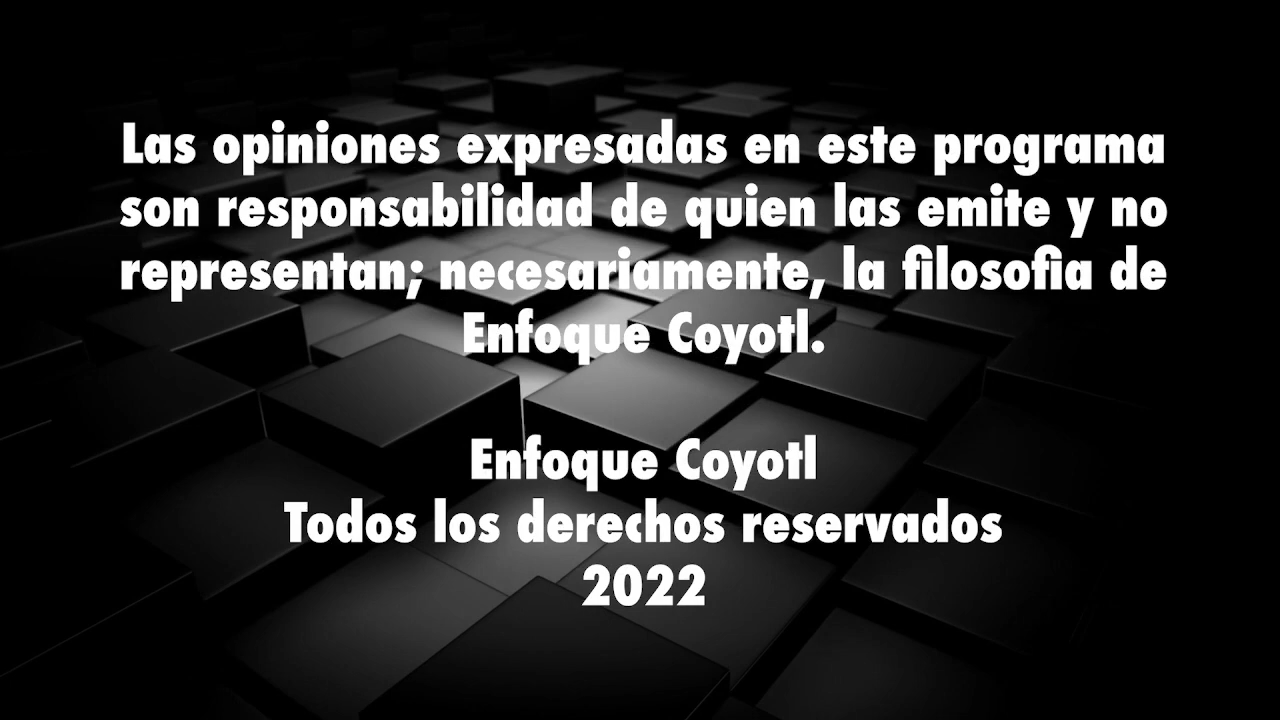 Las opiniones expresadas en este programa
son responsabilidad de quien las emite y no
representan; necesariamente, la filosofia de
Enfoque Coyotl.
Enfoque Coyotl
Todos los derechos reservados
2022